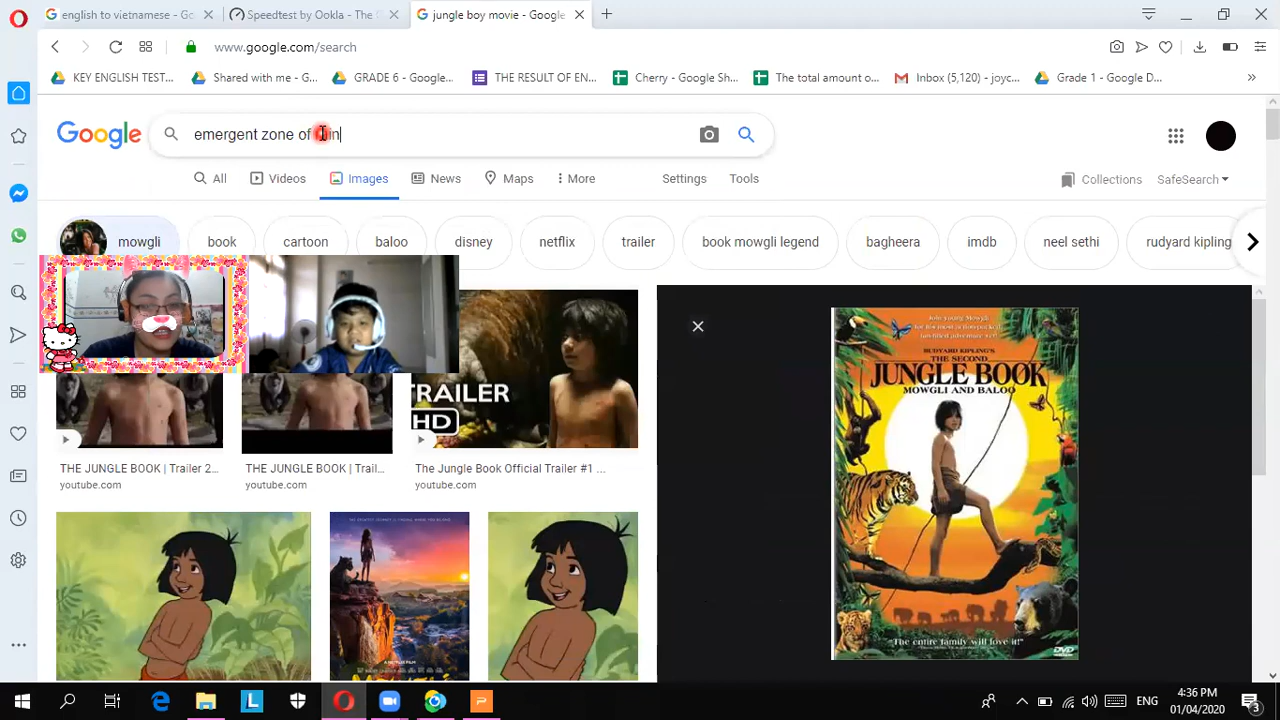 english to vietnamese - Go
Speedtest by Ookla - T
jungle boy movie - Google
www.google.com/search
KEY ENGLISH TEST...
Shared with me - G...
GRADE 6 - Google...
THE RESULT OF EN...
Cherry - Google Sh...
The total amount o...
Inbox (5,120) - joyc...
Grade 1 - Google D...
Google
emergent zone of
All
Videos
Images
News
Maps
More
Settings
Tools
Collections
SafeSearch
mowgli
book
cartoon
baloo
disney
netflix
trailer
book mowgli legend
bagheera
imdb
neel sethi
rudyard kipling
TRAILER
HD
THE JUNGLE BOOK | Trailer 2...
youtube.com
THE JUNGLE BOOK | Trail...
youtube.com
The Jungle Book Official Trailer #1 ...
youtube.com
A NETFLIX FILM
Join young Mowgli
RUDYARD KIPLING'S
THE SECOND
JUNGLE BOOK
MOWGLI AND BALOO
"The entire family will love it!"
DVD
ENG
4:36 PM
01/04/2020
3